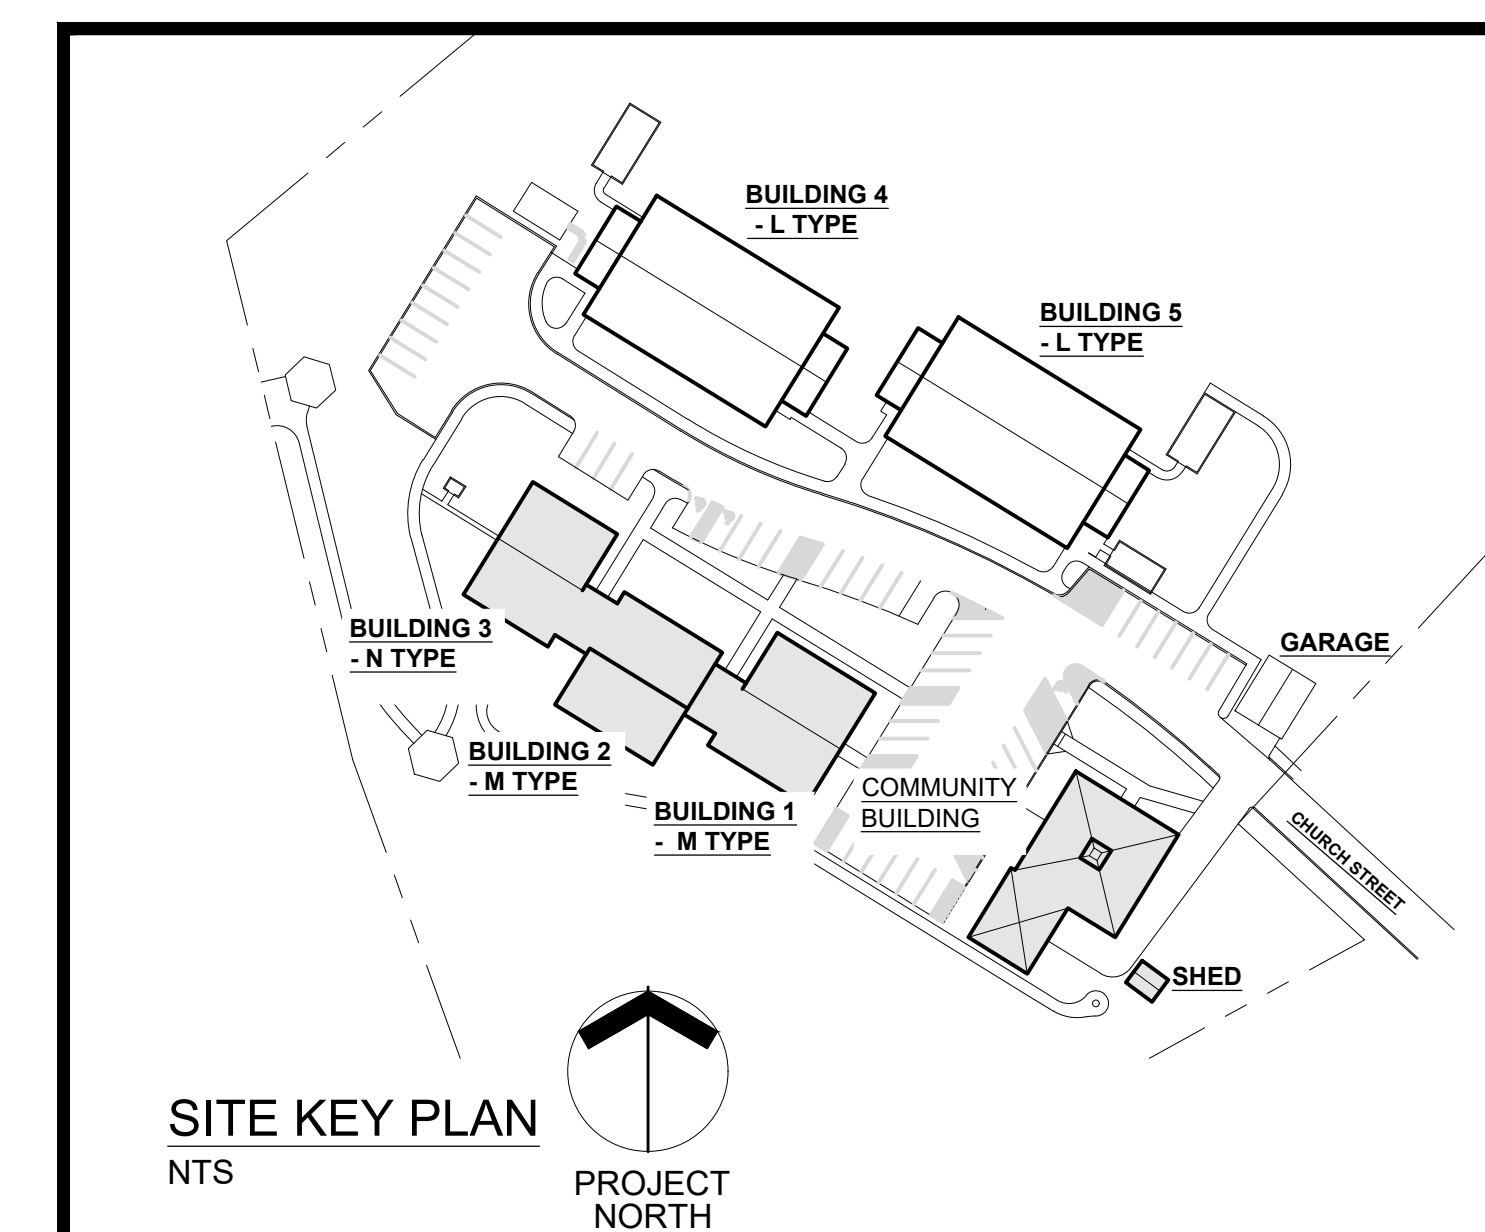 BUILDING 4
- L TYPE
BUILDING 5
- L TYPE
BUILDING 3
- N TYPE
GARAGE
BUILDING 2
- M TYPE
BUILDING 1
- M TYPE
COMMUNITY
BUILDING
CHURCH STREET
SHED
SITE KEY PLAN
NTS
PROJECT
NORTH